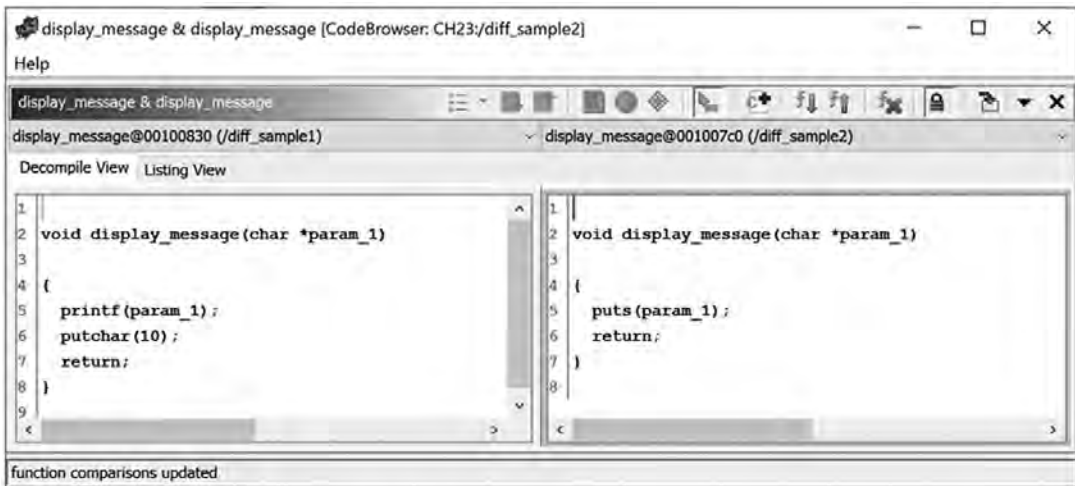 display_message & display_message [CodeBrowser: CH23:/diff_sample2]
Help
display_message & display_message
display_message@00100830 (/diff_sample1)
display_message@001007c0 (/diff_sample2)
Decompile View Listing View
1
2 void display_message(char *param_1)
3
4 {
5 printf(param_1);
6 putchar(10);
7 return;
8 }
9
1
2 void display_message(char *param_1)
3
4 {
5 puts(param_1);
6 return;
7 }
8
function comparisons updated